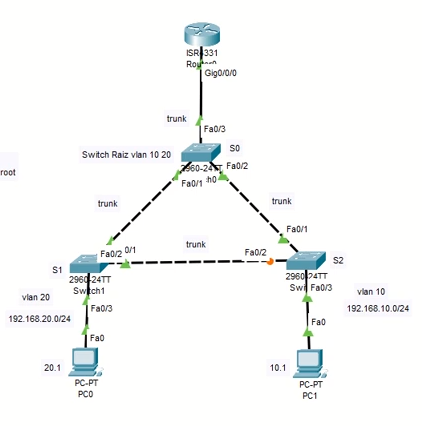 ISR4331
Router0
Gig0/0/0
trunk
Fa0/3
S0
Switch Raiz vlan 10 20
2960-24TT
Fa0/2
Fa0/1
root
trunk
trunk
Fa0/1
trunk
Fa0/2
0/1
Fa0/2
S1
S2
2960-24TT
Switch1
2960-24TT
Fa0/3
vlan 20
vlan 10
192.168.20.0/24
192.168.10.0/24
Fa0/3
Fa0
Fa0
20.1
10.1
PC-PT
PC0
PC-PT
PC1